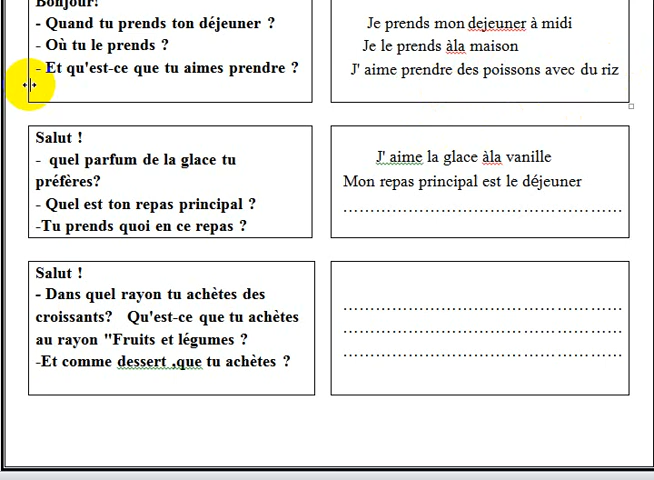 Bonjour!
- Quand tu prends ton déjeuner ?
- Où tu le prends ?
- Et qu'est-ce que tu aimes prendre ?
Je prends mon dejeuner à midi
Je le prends àla maison
J' aime prendre des poissons avec du riz
Salut !
- quel parfum de la glace tu
préfères?
- Quel est ton repas principal ?
-Tu prends quoi en ce repas ?
J' aime la glace àla vanille
Mon repas principal est le déjeuner
Salut !
- Dans quel rayon tu achètes des
croissants? Qu'est-ce que tu achètes
au rayon "Fruits et légumes ?
-Et comme dessert ,que tu achètes ?